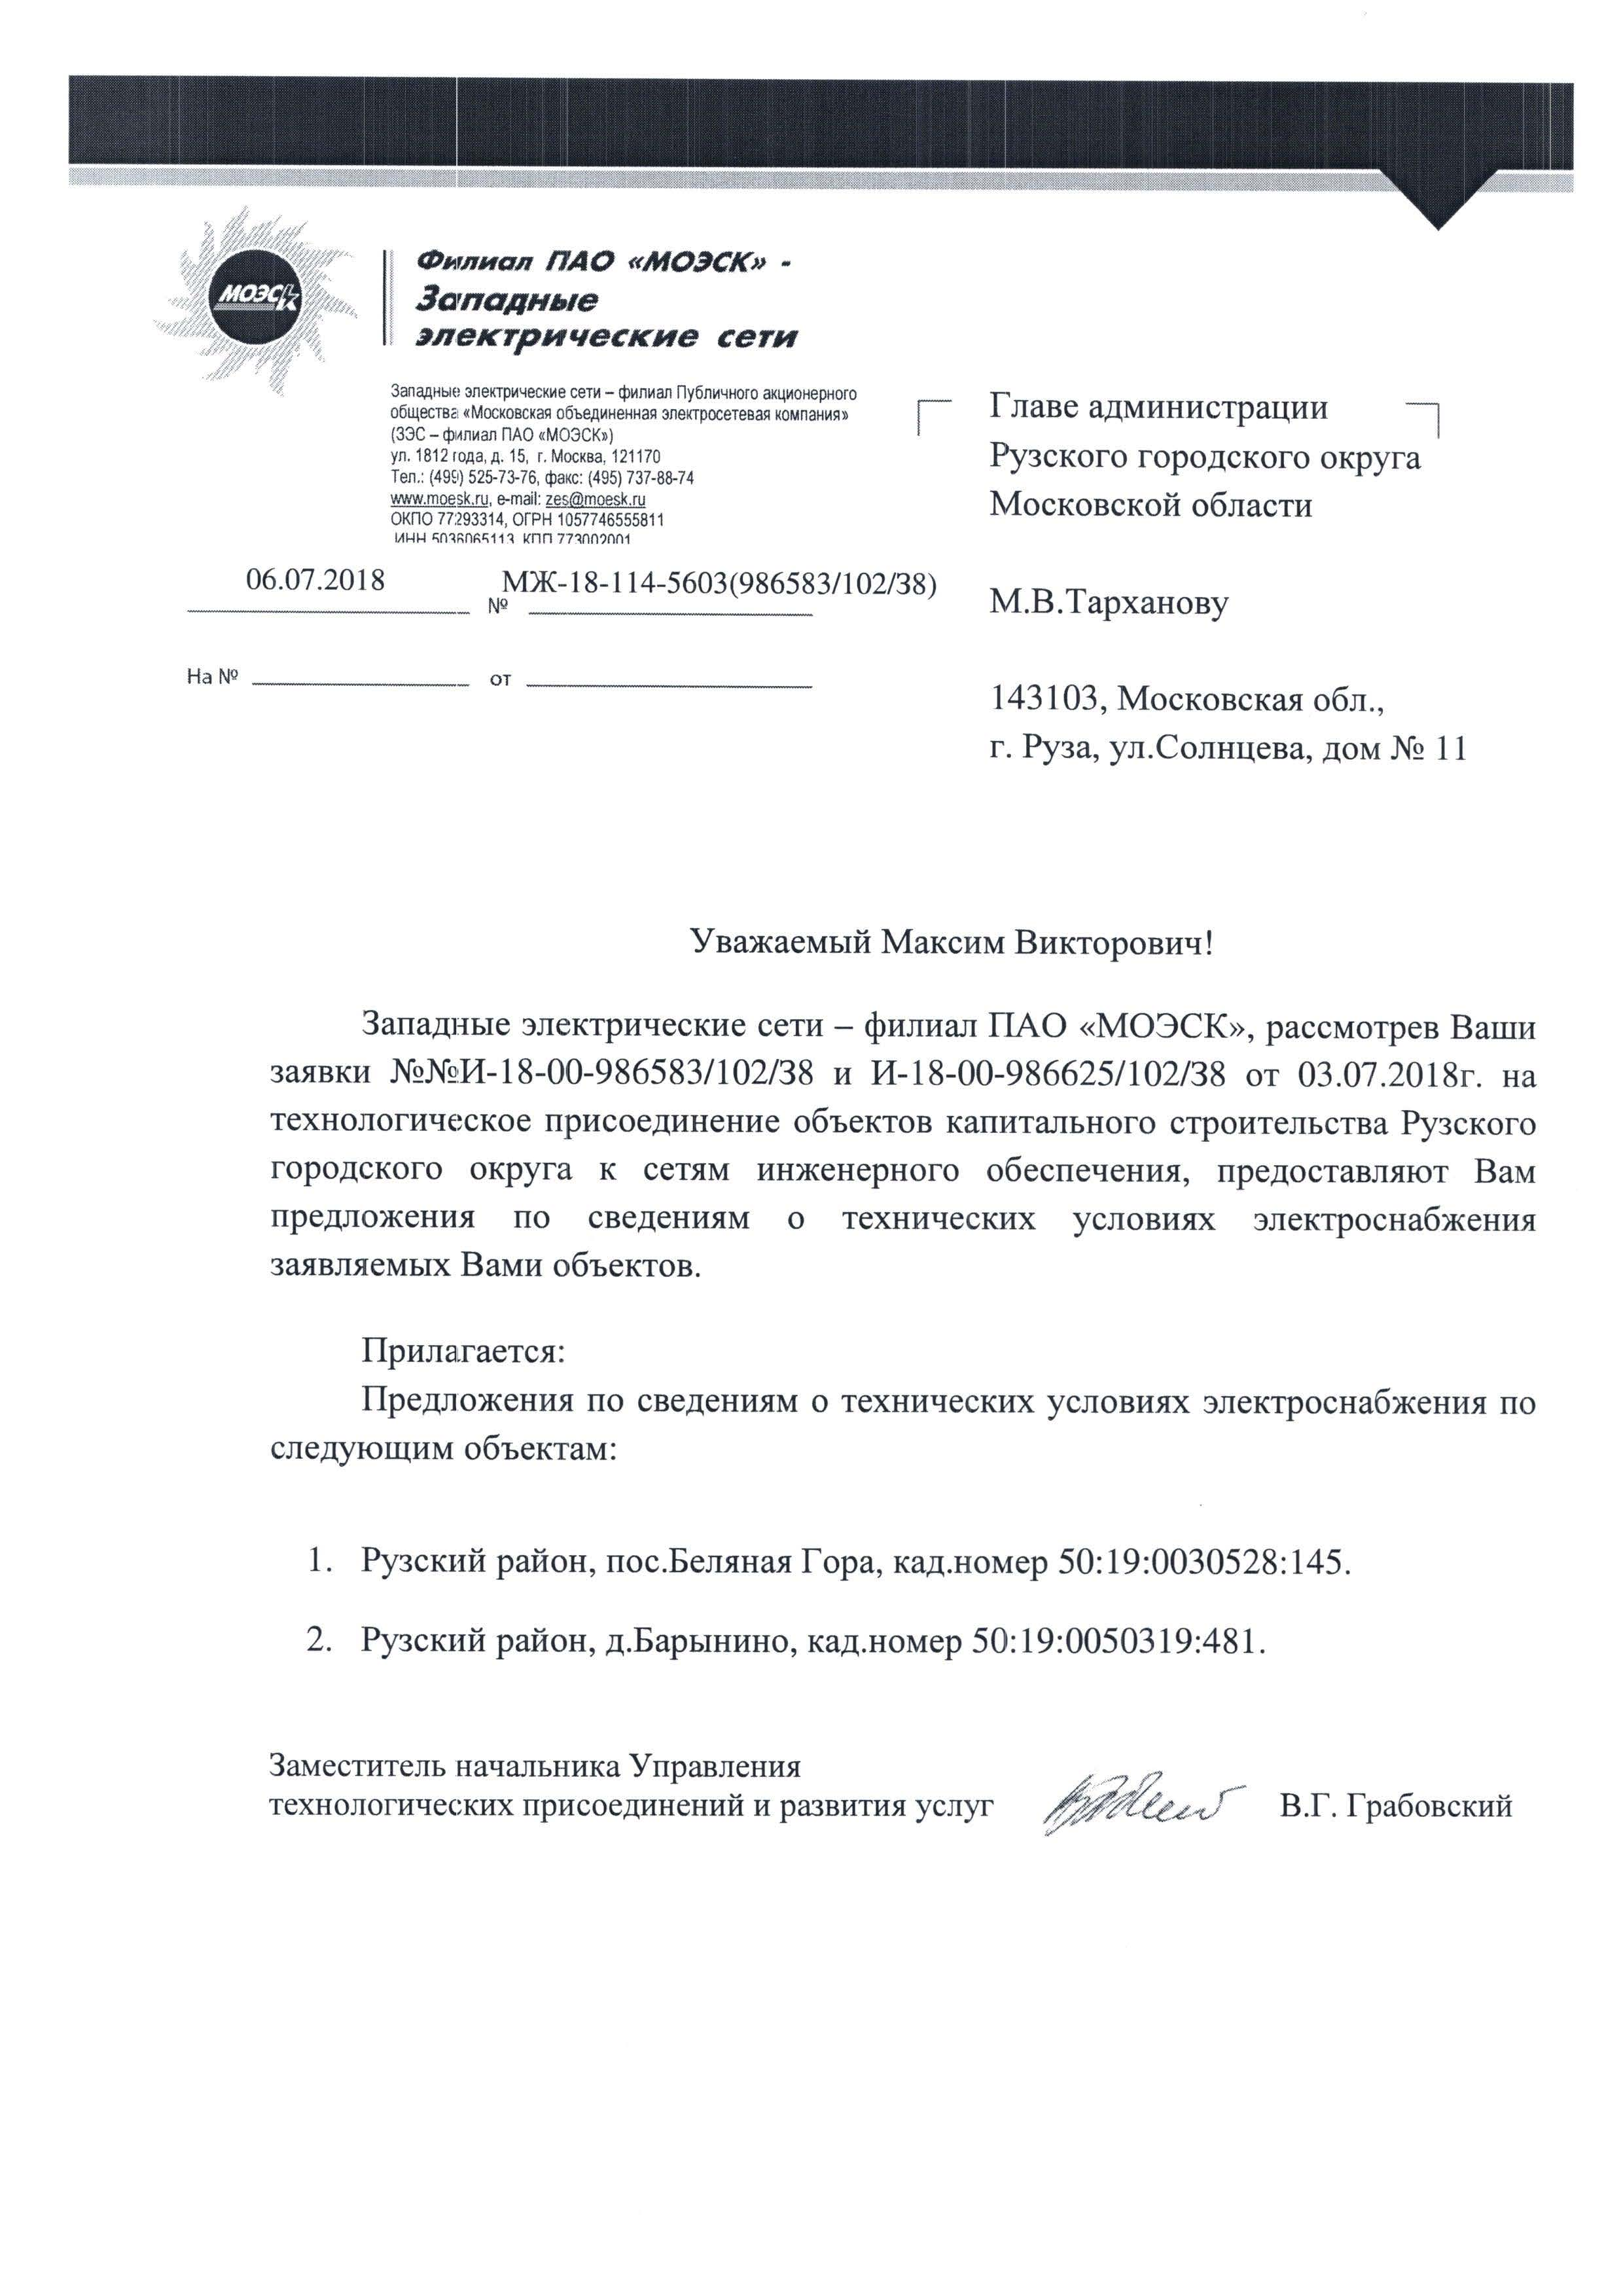 МОЭСК
Филиал ПАО «МОЭСК» -
Западные
электрические сети
Западные электрические сети – филиал Публичного акционерного
общества «Московская объединенная электросетевая компания»
(ЗЭС – филиал ПАО «МОЭСК»)
ул. 1812 года, д. 15, г. Москва, 121170
Тел.: (499) 525-73-76, факс: (495) 737-88-74
www.moesk.ru, e-mail: zes@moesk.ru
ОКПО 77293314, ОГРН 1057746555811
ИНН 5036065113, КПП 773002001
06.07.2018 № МЖ-18-114-5603(986583/102/З8)
На № от
Главе администрации
Рузского городского округа
Московской области
М.В.Тарханову
143103, Московская обл.,
г. Руза, ул.Солнцева, дом № 11
Уважаемый Максим Викторович!
Западные электрические сети – филиал ПАО «МОЭСК», рассмотрев Ваши
заявки №№И-18-00-986583/102/З8 и И-18-00-986625/102/З8 от 03.07.2018г. на
технологическое присоединение объектов капитального строительства Рузского
городского округа к сетям инженерного обеспечения, предоставляют Вам
предложения по сведениям о технических условиях электроснабжения
заявляемых Вами объектов.
Прилагается:
Предложения по сведениям о технических условиях электроснабжения по
следующим объектам:
1. Рузский район, пос.Беляная Гора, кад.номер 50:19:0030528:145.
2. Рузский район, д.Барынино, кад.номер 50:19:0050319:481.
Заместитель начальника Управления
технологических присоединений и развития услуг В.Г. Грабовский